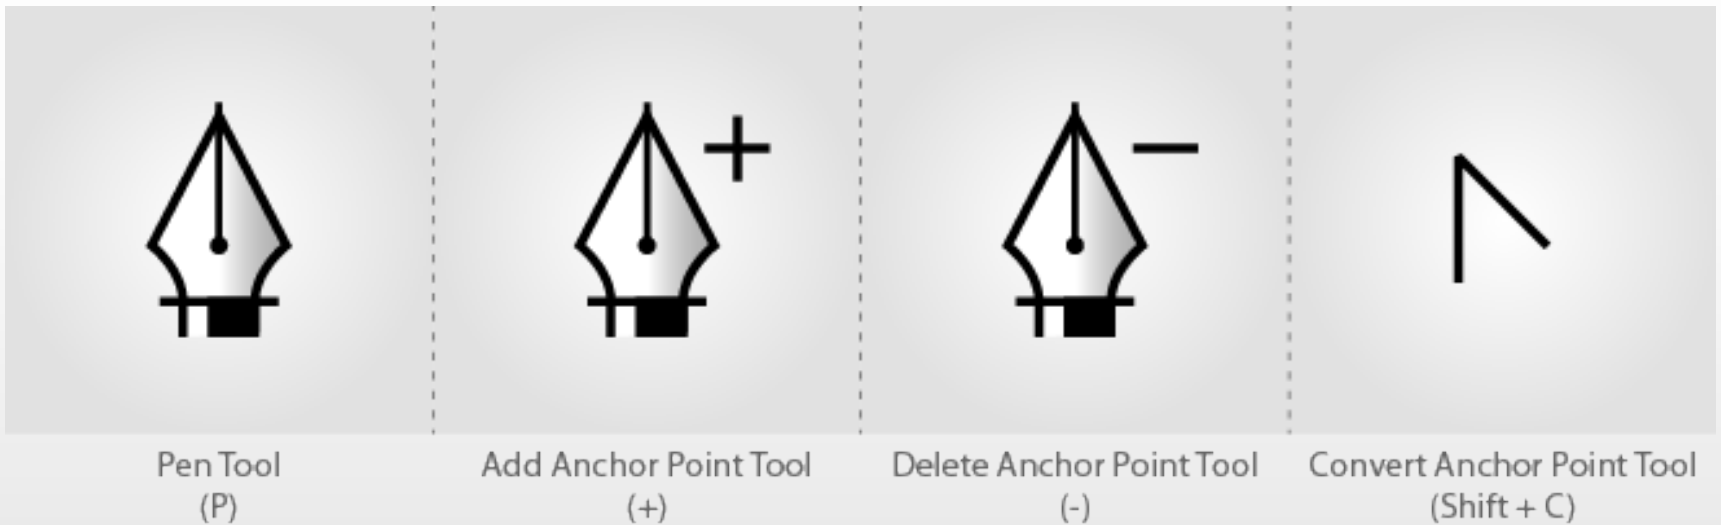 Pen Tool
(P)
Add Anchor Point Tool
(+)
Delete Anchor Point Tool
(-)
Convert Anchor Point Tool
(Shift + C)